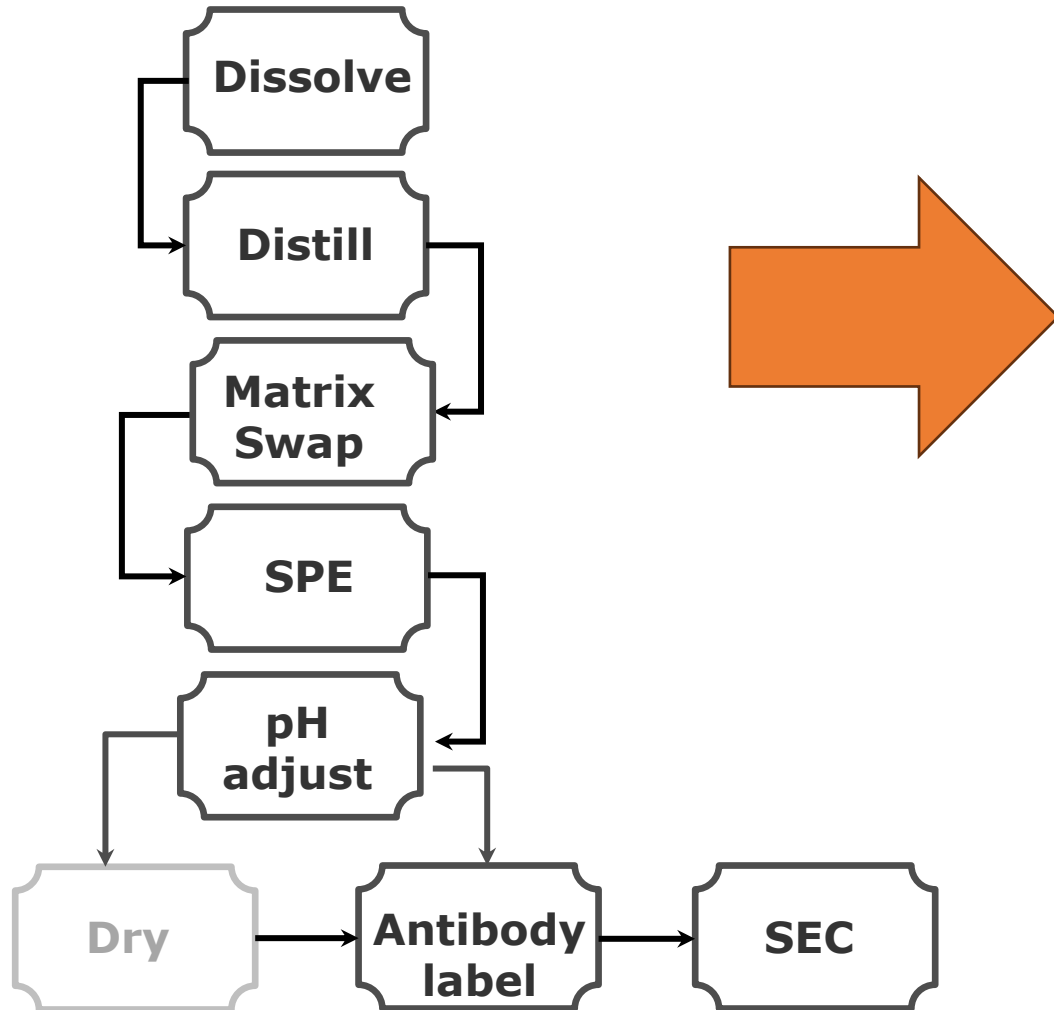 Dissolve
Distill
Matrix
Swap
SPE
pH
adjust
Dry
Antibody
label
SEC